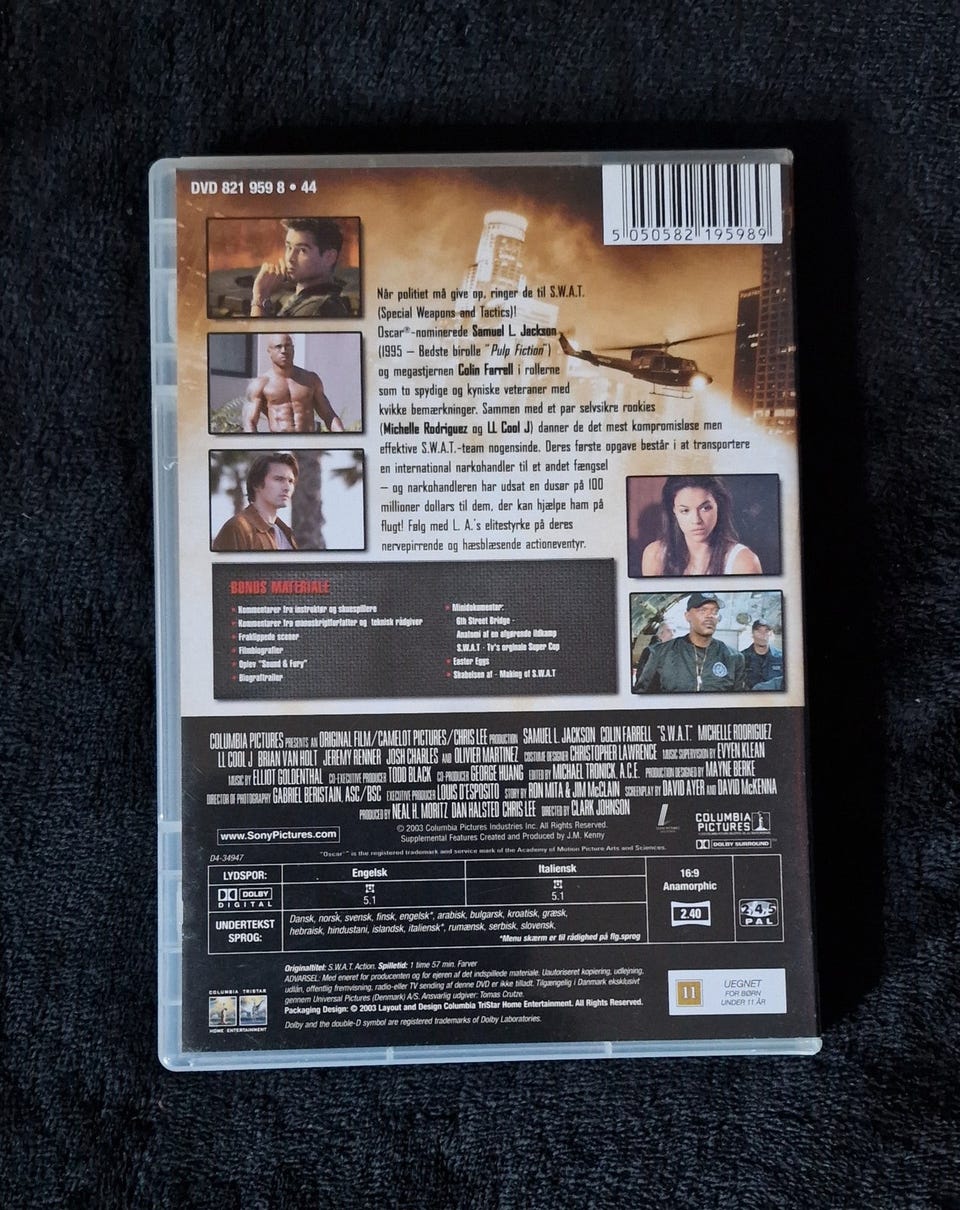 DVD 821 959 8 • 44
5 050582 195989
Når politiet må give op, ringer de til S.W.A.T.
(Special Weapons and Tactics)!
Oscar®-nominerede Samuel L. Jackson
(1995 – Bedste birolle "Pulp Fiction")
og megastjernen Colin Farrell i rollerne
som to spydige og kyniske veteraner med
kvikke bemærkninger. Sammen med et par selvsikre rookies
(Michelle Rodriguez og LL Cool J) danner de det mest kompromisløse men
effektive S.W.A.T.-team nogensinde. Deres første opgave består i at transportere
en international narkohandler til et andet fængsel
– og narkohandleren har udsat en dusør på 100
millioner dollars til dem, der kan hjælpe ham på
flugt! Følg med L. A.'s elitestyrke på deres
nervepirrende og hæsblæsende actioneventyr.
BONUS MATERIALE
• Kommentarer fra instruktør og skuespillere
• Kommentarer fra manuskriptforfatter og teknisk rådgiver
• Fraklippede scener
• Filmbiografier
• Oplev "Sound & Fury"
• Biograftrailer
• Minidokumentar:
6th Street Bridge -
Anatomi af en afgørende ildkamp
S.W.A.T - Tv's orginale Super Cop
• Easter Eggs
• Skabelsen af - Making of S.W.A.T
COLUMBIA PICTURES PRESENTS AN ORIGINAL FILM/CAMELOT PICTURES/CHRIS LEE PRODUCTION SAMUEL L. JACKSON COLIN FARRELL "S.W.A.T." MICHELLE RODRIGUEZ
LL COOL J BRIAN VAN HOLT JEREMY RENNER JOSH CHARLES AND OLIVIER MARTINEZ COSTUME DESIGNER CHRISTOPHER LAWRENCE MUSIC SUPERVISION BY EVYEN KLEAN
MUSIC BY ELLIOT GOLDENTHAL CO-EXECUTIVE PRODUCER TODD BLACK CO-PRODUCER GEORGE HUANG EDITED BY MICHAEL TRONICK, A.C.E. PRODUCTION DESIGNED BY MAYNE BERKE
DIRECTOR OF PHOTOGRAPHY GABRIEL BERISTAIN, ASC/BSC EXECUTIVE PRODUCER LOUIS D'ESPOSITO STORY BY RON MITA & JIM McCLAIN SCREENPLAY BY DAVID AYER AND DAVID McKENNA
PRODUCED BY NEAL H. MORITZ DAN HALSTED CHRIS LEE DIRECTED BY CLARK JOHNSON
www.SonyPictures.com
© 2003 Columbia Pictures Industries Inc. All Rights Reserved.
Supplemental Features Created and Produced by J.M. Kenny
COLUMBIA PICTURES
DOLBY SURROUND
"Oscar®" is the registered trademark and service mark of the Academy of Motion Picture Arts and Sciences.
D4-34947
LYDSPOR: Engelsk Italiensk
DOLBY DIGITAL 5.1 5.1
UNDERTEKST SPROG:
Dansk, norsk, svensk, finsk, engelsk*, arabisk, bulgarsk, kroatisk, græsk,
hebraisk, hindustani, islandsk, italiensk*, rumænsk, serbisk, slovensk,
*Menu skærm er til rådighed på flg.sprog
16:9
Anamorphic
2.40
2,4,5
PAL
COLUMBIA TRISTAR
HOME ENTERTAINMENT
Originaltitel: S.W.A.T. Action. Spilletid: 1 time 57 min. Farver
ADVARSEL: Med eneret for producenten og for ejeren af det indspillede materiale. Uautoriseret kopiering, udlejning,
udlån, offentlig fremvisning, radio-eller TV sending af denne DVD er ikke tilladt. Tilgængelig i Danmark eksklusivt
gennem Universal Pictures (Denmark) A/S. Ansvarlig udgiver: Tomas Crutze.
Packaging Design: © 2003 Layout and Design Columbia TriStar Home Entertainment. All Rights Reserved.
Dolby and the double-D symbol are registered trademarks of Dolby Laboratories.
11
UEGNET
FOR BØRN
UNDER 11 ÅR